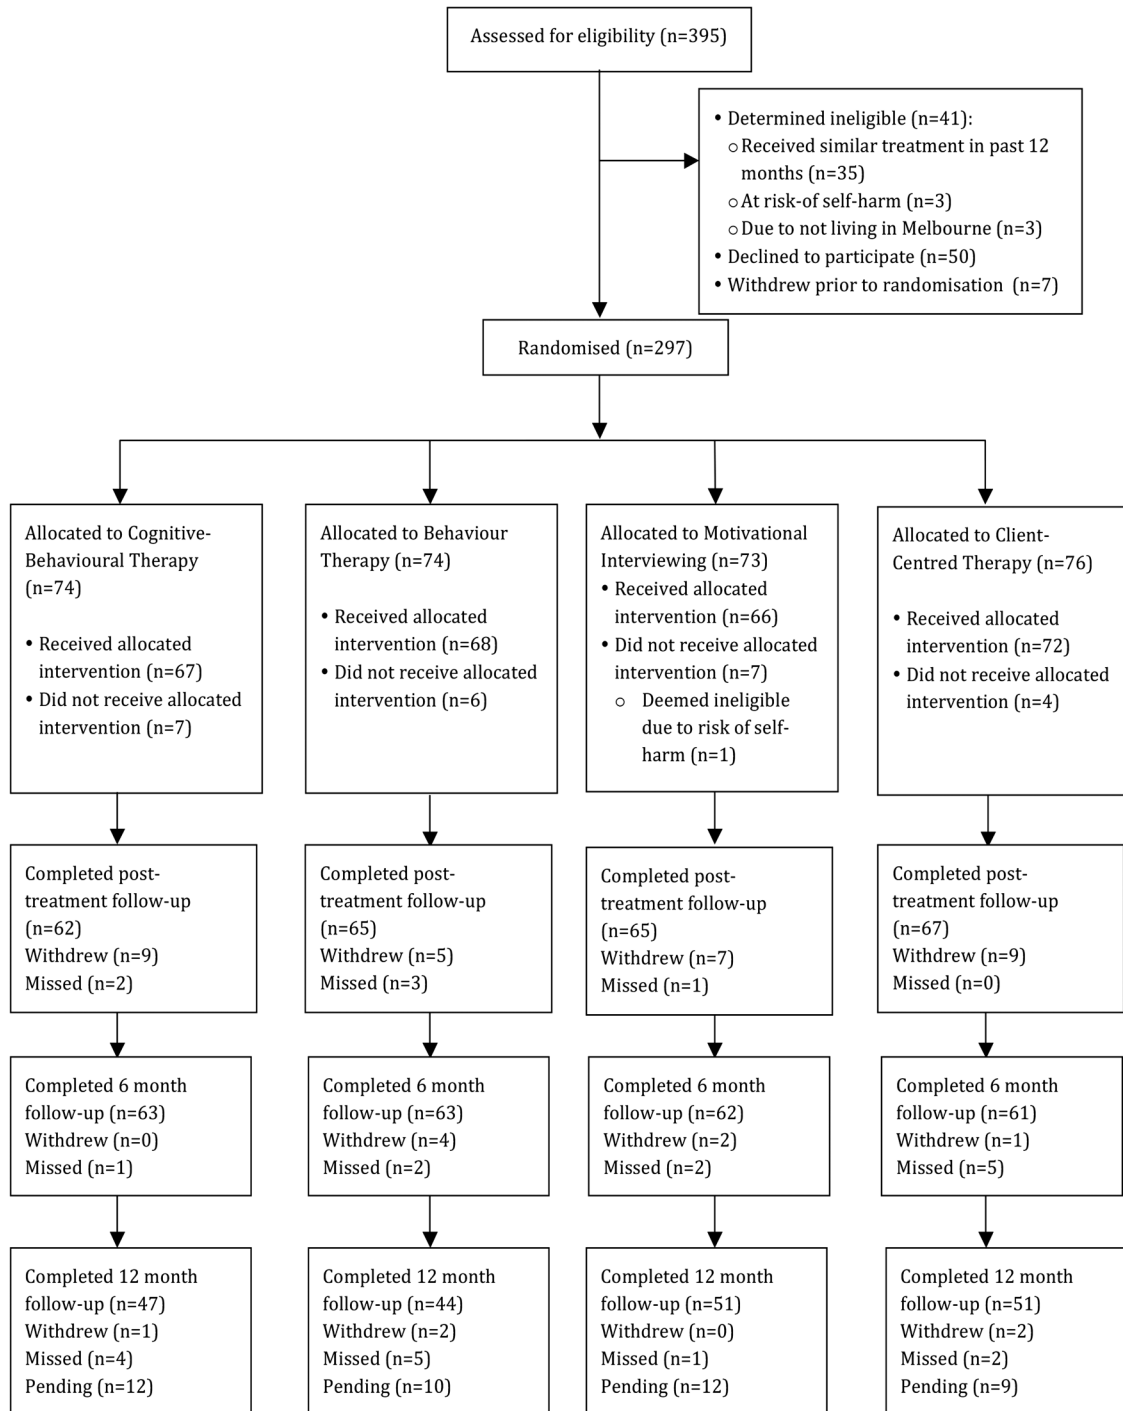 Assessed for eligibility (n=395)
• Determined ineligible (n=41):
o Received similar treatment in past 12
months (n=35)
o At risk-of self-harm (n=3)
o Due to not living in Melbourne (n=3)
• Declined to participate (n=50)
• Withdrew prior to randomisation (n=7)
Randomised (n=297)
Allocated to Cognitive-
Behavioural Therapy
(n=74)
• Received allocated
intervention (n=67)
• Did not receive allocated
intervention (n=7)
Allocated to Behaviour
Therapy (n=74)
• Received allocated
intervention (n=68)
• Did not receive allocated
intervention (n=6)
Allocated to Motivational
Interviewing (n=73)
• Received allocated
intervention (n=66)
• Did not receive allocated
intervention (n=7)
o Deemed ineligible
due to risk of self-
harm (n=1)
Allocated to Client-
Centred Therapy (n=76)
• Received allocated
intervention (n=72)
• Did not receive allocated
intervention (n=4)
Completed post-
treatment follow-up
(n=62)
Withdrew (n=9)
Missed (n=2)
Completed post-
treatment follow-up
(n=65)
Withdrew (n=5)
Missed (n=3)
Completed post-
treatment follow-up
(n=65)
Withdrew (n=7)
Missed (n=1)
Completed post-
treatment follow-up
(n=67)
Withdrew (n=9)
Missed (n=0)
Completed 6 month
follow-up (n=63)
Withdrew (n=0)
Missed (n=1)
Completed 6 month
follow-up (n=63)
Withdrew (n=4)
Missed (n=2)
Completed 6 month
follow-up (n=62)
Withdrew (n=2)
Missed (n=2)
Completed 6 month
follow-up (n=61)
Withdrew (n=1)
Missed (n=5)
Completed 12 month
follow-up (n=47)
Withdrew (n=1)
Missed (n=4)
Pending (n=12)
Completed 12 month
follow-up (n=44)
Withdrew (n=2)
Missed (n=5)
Pending (n=10)
Completed 12 month
follow-up (n=51)
Withdrew (n=0)
Missed (n=1)
Pending (n=12)
Completed 12 month
follow-up (n=51)
Withdrew (n=2)
Missed (n=2)
Pending (n=9)